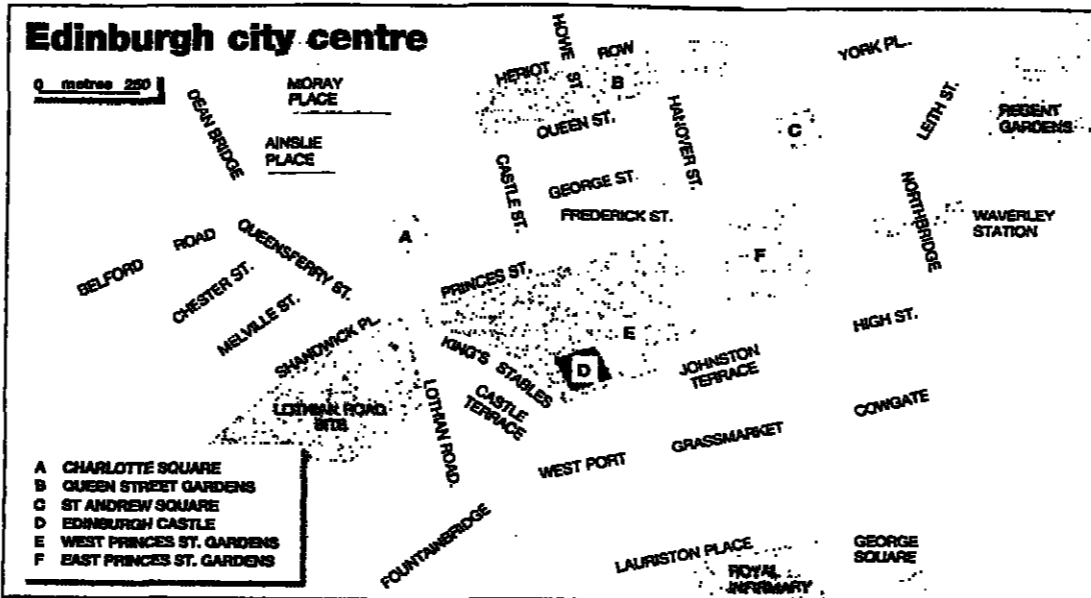 Edinburgh city centre
0 metres 250
MORAY
PLACE
DEAN BRIDGE
AINSLIE
PLACE
HOWE ST.
HERIOT ROW
B
QUEEN ST.
HANOVER ST.
YORK PL.
C
LEITH ST.
REGENT
GARDENS
CASTLE ST.
GEORGE ST.
FREDERICK ST.
NORTHBRIDGE
WAVERLEY
STATION
BELFORD ROAD
QUEENSFERRY ST.
A
CHESTER ST.
MELVILLE ST.
SHANDWICK PL.
PRINCES ST.
F
E
D
KING'S STABLES
CASTLE
TERRACE
JOHNSTON
TERRACE
HIGH ST.
COWGATE
LOTHIAN ROAD
SITE
LOTHIAN ROAD.
WEST PORT
GRASSMARKET
FOUNTAINBRIDGE
LAURISTON PLACE
ROYAL
INFIRMARY
GEORGE
SQUARE
A CHARLOTTE SQUARE
B QUEEN STREET GARDENS
C ST ANDREW SQUARE
D EDINBURGH CASTLE
E WEST PRINCES ST. GARDENS
F EAST PRINCES ST. GARDENS